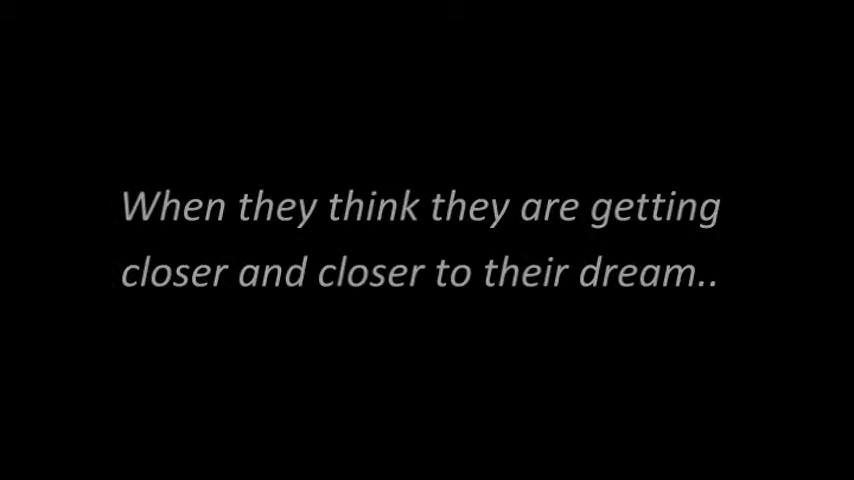 When they think they are getting
closer and closer to their dream..